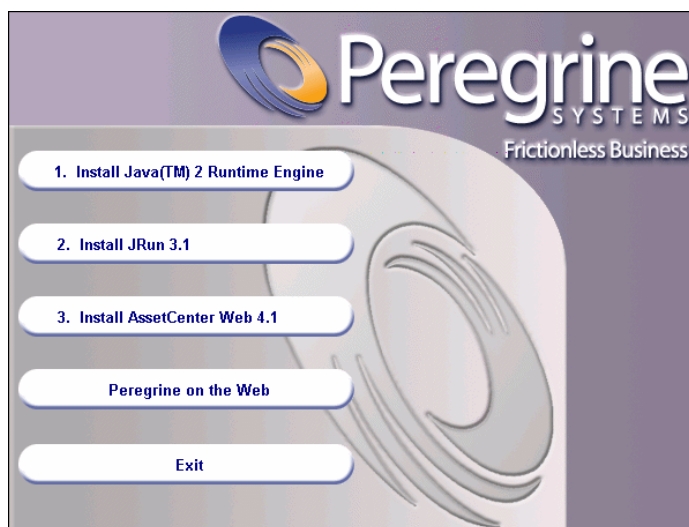 Peregrine
SYSTEMS
Frictionless Business
1. Install Java(TM) 2 Runtime Engine
2. Install JRun 3.1
3. Install AssetCenter Web 4.1
Peregrine on the Web
Exit